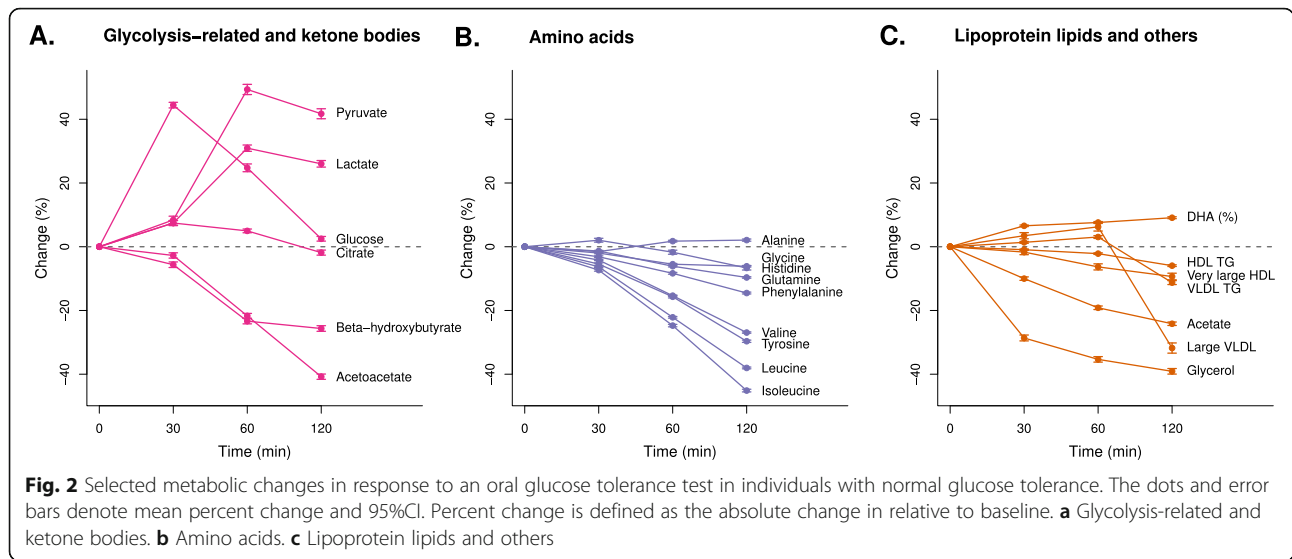 A. Glycolysis−related and ketone bodies
Change (%)
40
20
0
−20
−40
Pyruvate
Lactate
Glucose
Citrate
Beta−hydroxybutyrate
Acetoacetate
0 30 60 120
Time (min)
B. Amino acids
Change (%)
40
20
0
−20
−40
Alanine
Glycine
Histidine
Glutamine
Phenylalanine
Valine
Tyrosine
Leucine
Isoleucine
0 30 60 120
Time (min)
C. Lipoprotein lipids and others
Change (%)
40
20
0
−20
−40
DHA (%)
HDL TG
Very large HDL
VLDL TG
Acetate
Large VLDL
Glycerol
0 30 60 120
Time (min)
Fig. 2 Selected metabolic changes in response to an oral glucose tolerance test in individuals with normal glucose tolerance. The dots and error
bars denote mean percent change and 95%CI. Percent change is defined as the absolute change in relative to baseline. a Glycolysis-related and
ketone bodies. b Amino acids. c Lipoprotein lipids and others